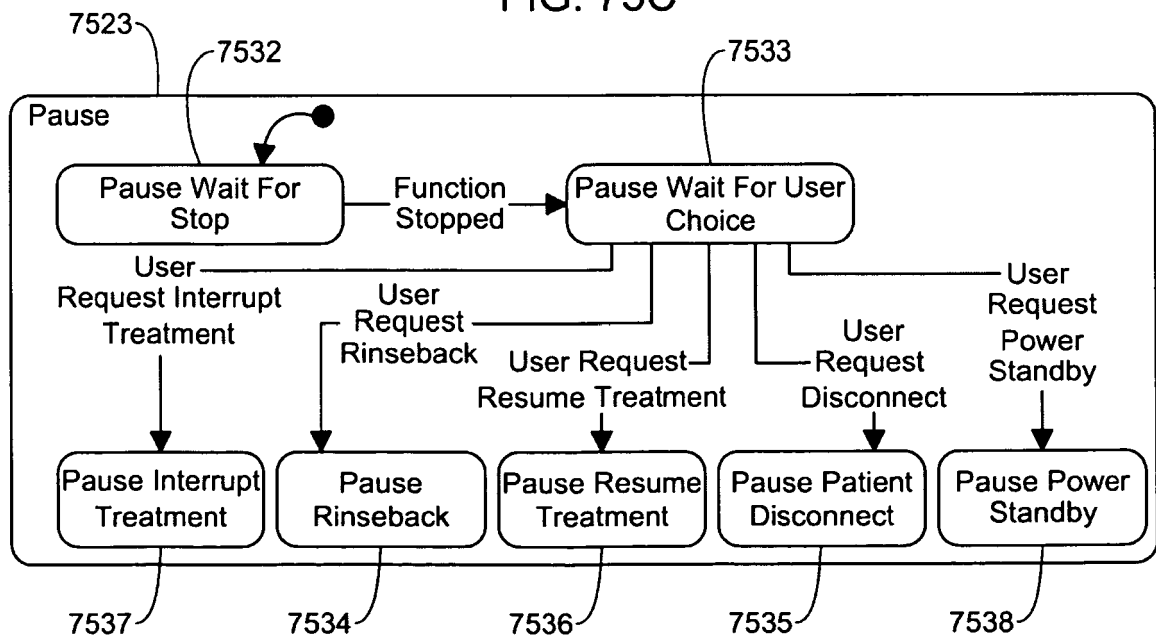 FIG. 75C
7523
7532
7533
Pause
Pause Wait For
Stop
Function
Stopped
Pause Wait For User
Choice
User
Request Interrupt
Treatment
User
Request
Rinseback
User Request
Resume Treatment
User
Request
Disconnect
User
Request
Power
Standby
Pause Interrupt
Treatment
Pause
Rinseback
Pause Resume
Treatment
Pause Patient
Disconnect
Pause Power
Standby
7537
7534
7536
7535
7538